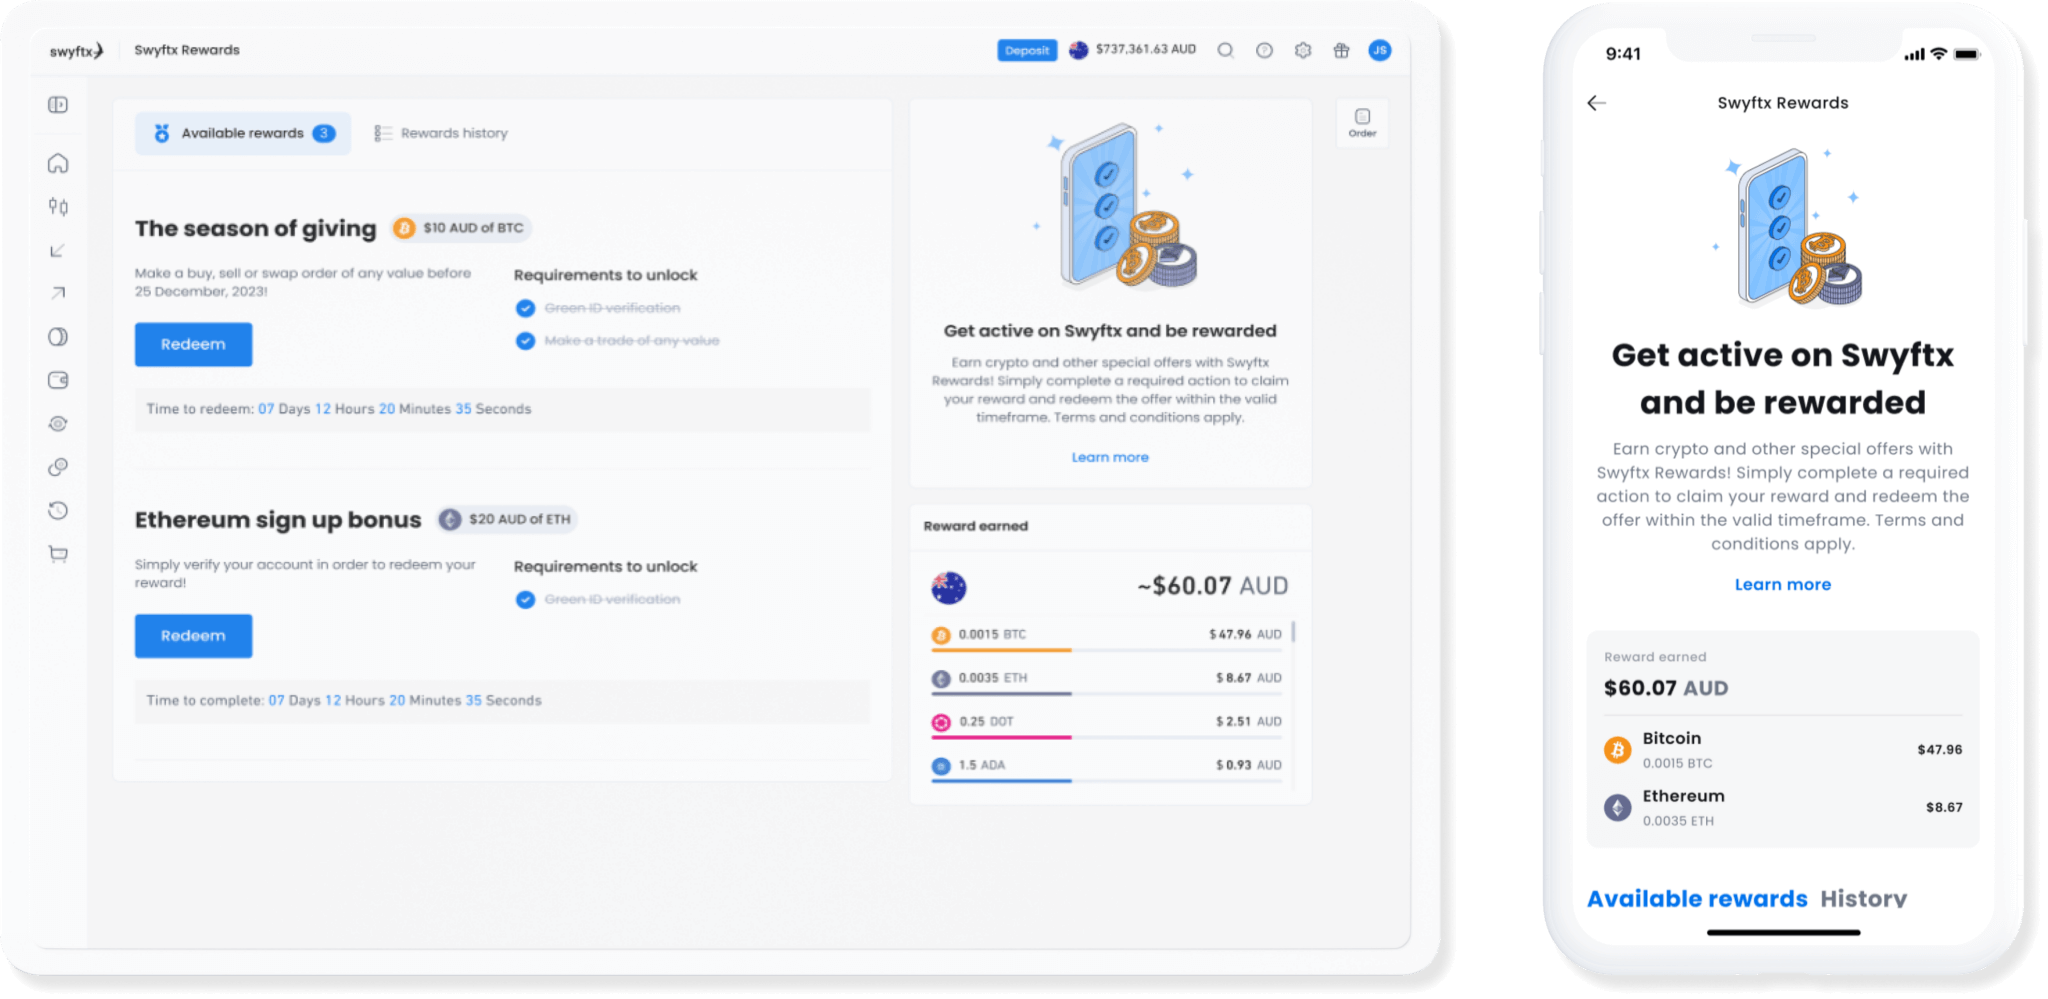 swyftx
Swyftx Rewards
Deposit
$737,361.63 AUD
JS
Available rewards 3
Rewards history
Order
The season of giving
$10 AUD of BTC
Make a buy, sell or swap order of any value before
25 December, 2023!
Requirements to unlock
Green ID verification
Make a trade of any value
Redeem
Time to redeem: 07 Days 12 Hours 20 Minutes 35 Seconds
Ethereum sign up bonus
$20 AUD of ETH
Simply verify your account in order to redeem your
reward!
Requirements to unlock
Green ID verification
Redeem
Time to complete: 07 Days 12 Hours 20 Minutes 35 Seconds
Get active on Swyftx and be rewarded
Earn crypto and other special offers with Swyftx
Rewards! Simply complete a required action to claim
your reward and redeem the offer within the valid
timeframe. Terms and conditions apply.
Learn more
Reward earned
~$60.07 AUD
0.0015 BTC
$47.96 AUD
0.0035 ETH
$8.67 AUD
0.25 DOT
$2.51 AUD
1.5 ADA
$0.93 AUD
9:41
Swyftx Rewards
Get active on Swyftx
and be rewarded
Earn crypto and other special offers with
Swyftx Rewards! Simply complete a required
action to claim your reward and redeem the
offer within the valid timeframe. Terms and
conditions apply.
Learn more
Reward earned
$60.07 AUD
Bitcoin
0.0015 BTC
$47.96
Ethereum
0.0035 ETH
$8.67
Available rewards History